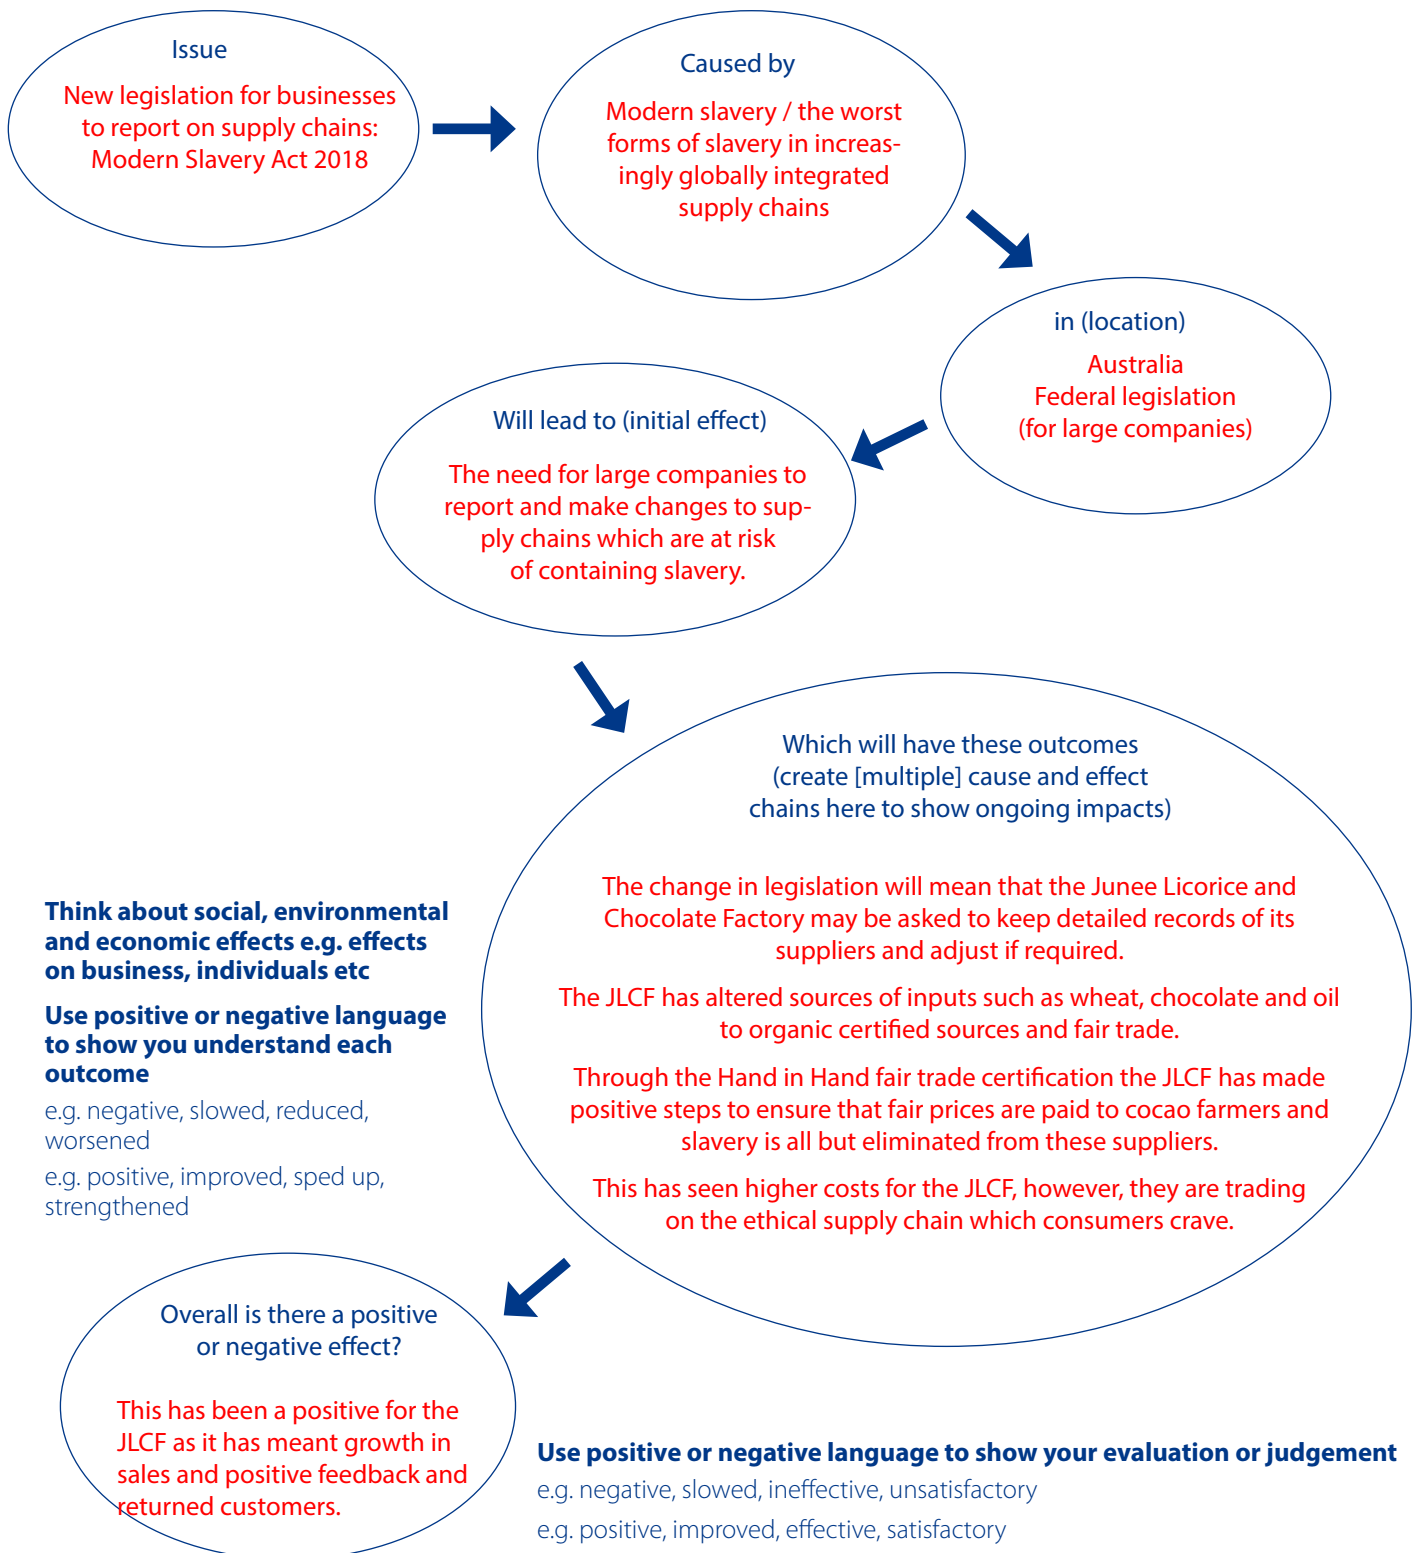 Issue
New legislation for businesses
to report on supply chains:
Modern Slavery Act 2018
Caused by
Modern slavery / the worst
forms of slavery in increas-
ingly globally integrated
supply chains
in (location)
Australia
Federal legislation
(for large companies)
Will lead to (initial effect)
The need for large companies to
report and make changes to sup-
ply chains which are at risk
of containing slavery.
Which will have these outcomes
(create [multiple] cause and effect
chains here to show ongoing impacts)
The change in legislation will mean that the Junee Licorice and
Chocolate Factory may be asked to keep detailed records of its
suppliers and adjust if required.
The JLCF has altered sources of inputs such as wheat, chocolate and oil
to organic certified sources and fair trade.
Through the Hand in Hand fair trade certification the JLCF has made
positive steps to ensure that fair prices are paid to cocao farmers and
slavery is all but eliminated from these suppliers.
This has seen higher costs for the JLCF, however, they are trading
on the ethical supply chain which consumers crave.
Think about social, environmental
and economic effects e.g. effects
on business, individuals etc
Use positive or negative language
to show you understand each
outcome
e.g. negative, slowed, reduced,
worsened
e.g. positive, improved, sped up,
strengthened
Overall is there a positive
or negative effect?
This has been a positive for the
JLCF as it has meant growth in
sales and positive feedback and
returned customers.
Use positive or negative language to show your evaluation or judgement
e.g. negative, slowed, ineffective, unsatisfactory
e.g. positive, improved, effective, satisfactory